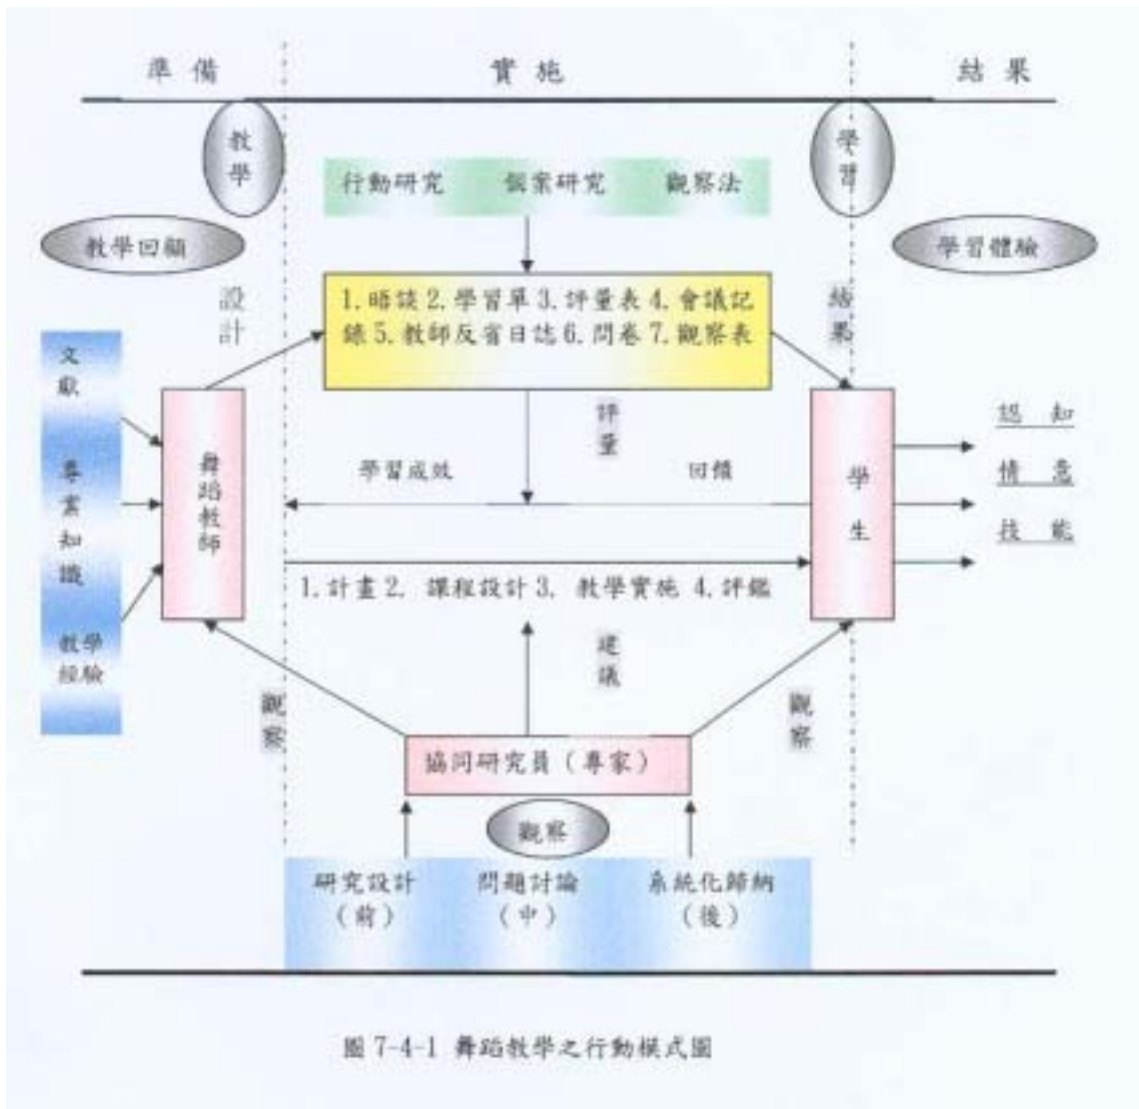 準 備
實 施
結 果
教
學
學
習
行動研究 個案研究 觀察法
教學回顧
學習體驗
設
計
結
果
1.晤談2.學習單3.評量表4.會議記
錄5.教師反省日誌6.問卷7.觀察表
文
獻
專
業
知
識
教學
經驗
舞
蹈
教
師
評
量
學習成效
回饋
學
生
認 知
情 意
技 能
1.計畫2. 課程設計3. 教學實施 4.評鑑
建
議
觀
察
觀
察
協同研究員(專家)
觀察
研究設計
(前)
問題討論
(中)
系統化歸納
(後)
圖 7-4-1 舞蹈教學之行動模式圖